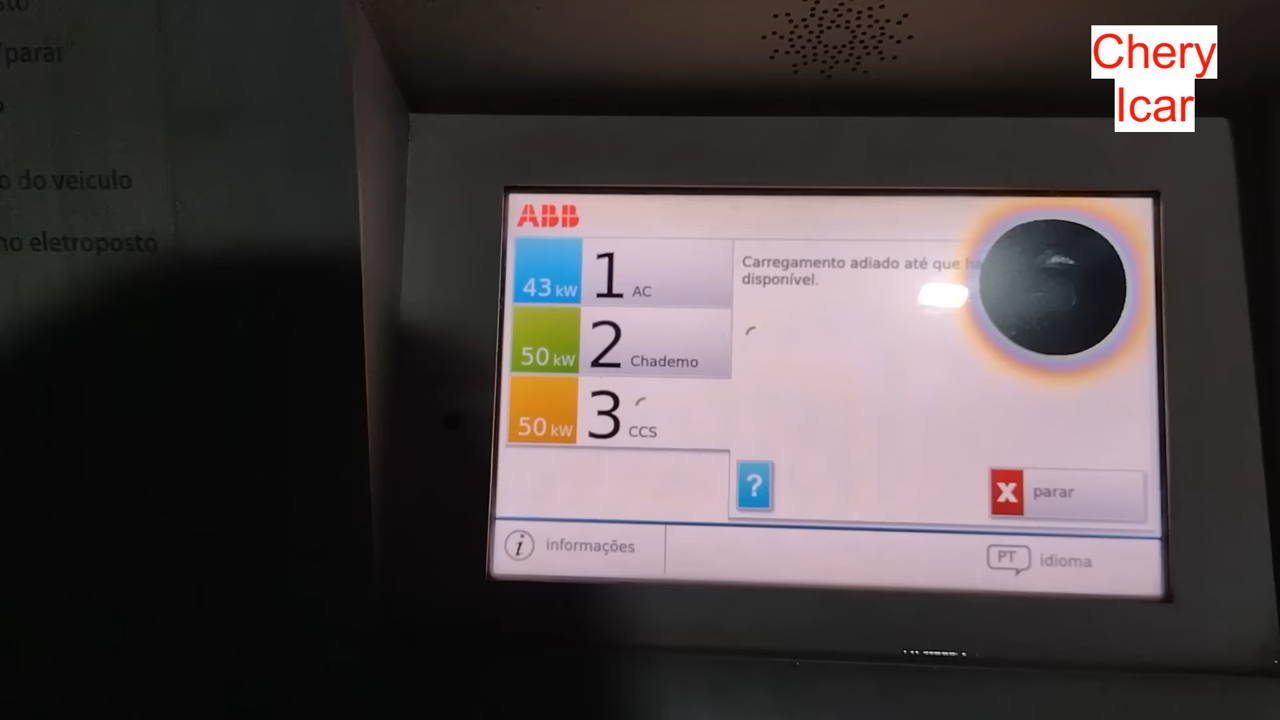 "parar"
o do veiculo
no eletroposto
Chery
Icar
ABB
43 kW 1 AC
50 kW 2 Chademo
50 kW 3 CCS
Carregamento adiado até que
disponível.
?
X parar
i informações
PT idioma